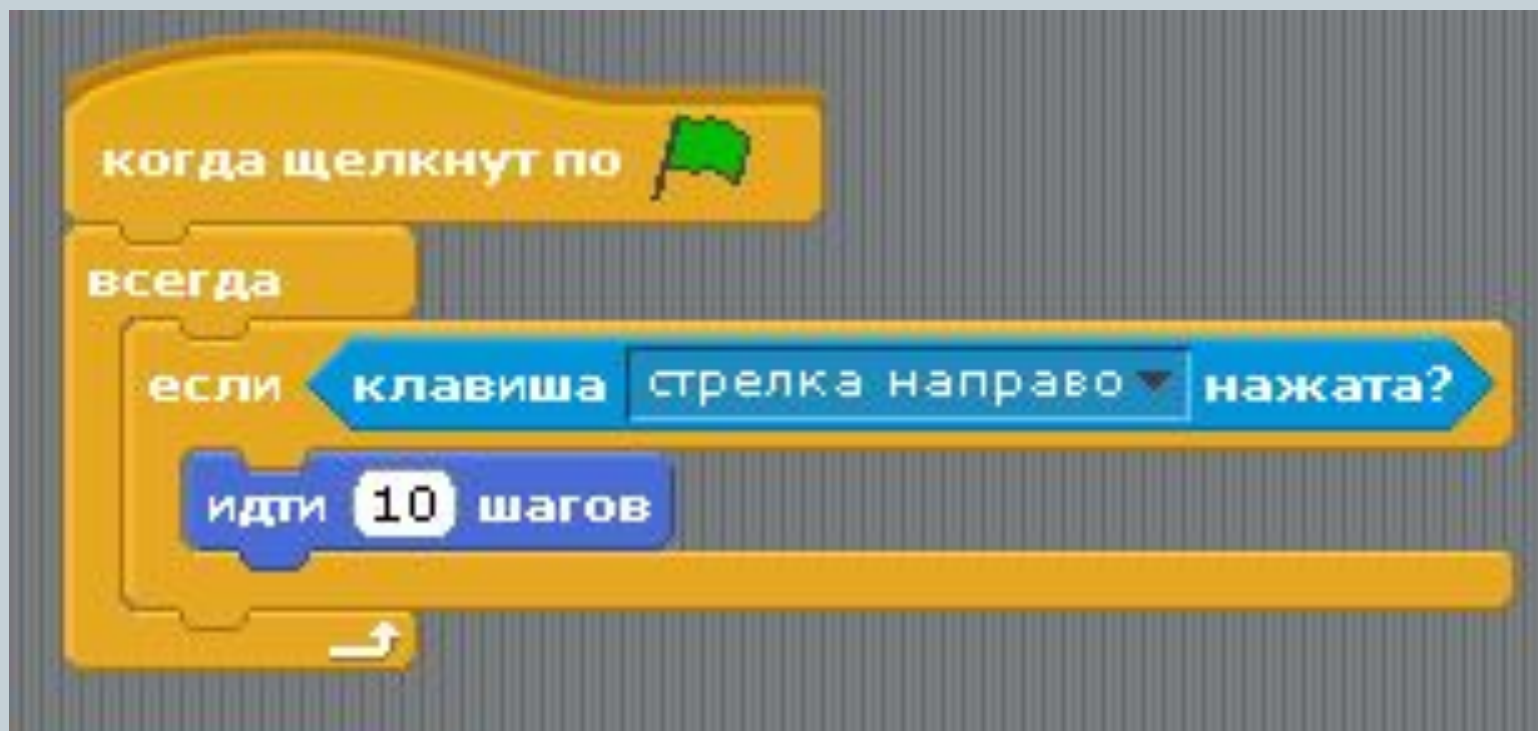 когда щелкнут по
всегда
если клавиша стрелка направо нажата?
идти 10 шагов